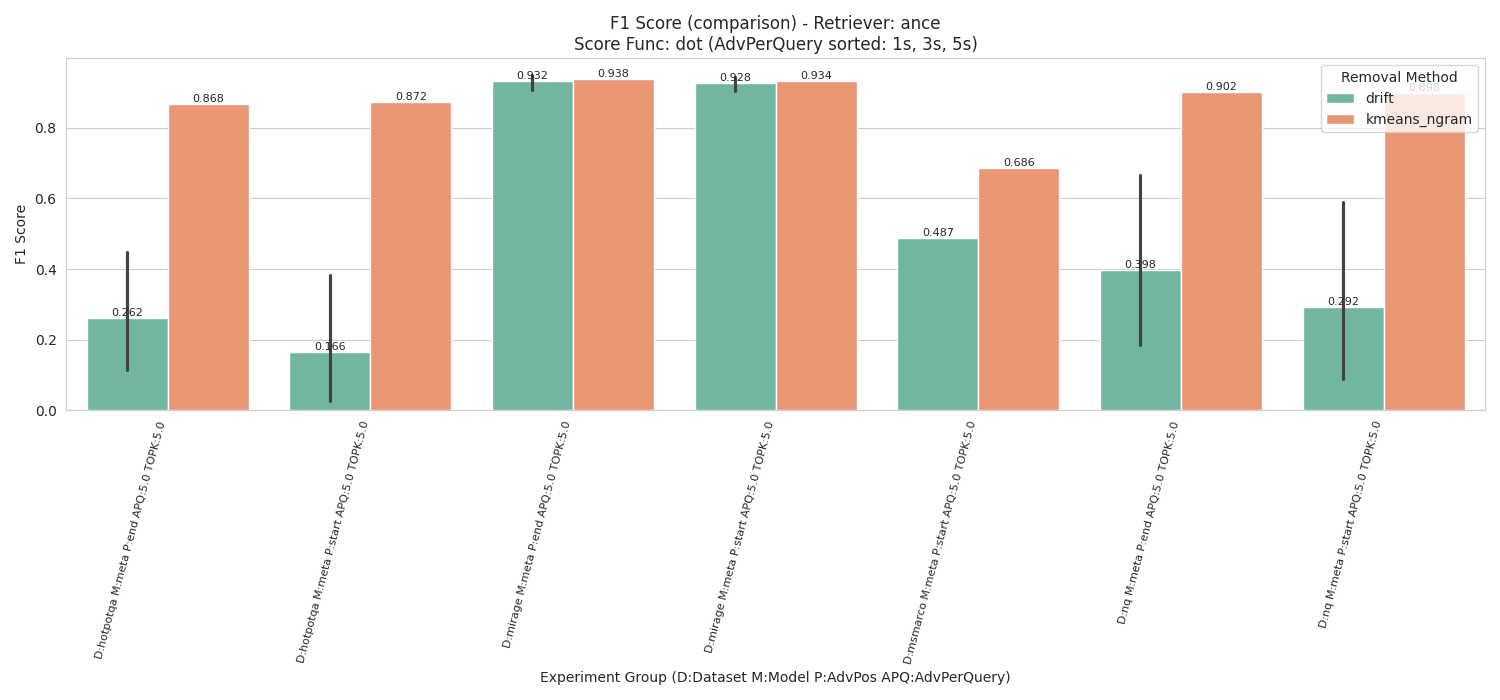 F1 Score (comparison) - Retriever: ance
Score Func: dot (AdvPerQuery sorted: 1s, 3s, 5s)
F1 Score
0.8
0.6
0.4
0.2
0.0
0.262
0.868
0.166
0.872
0.932
0.938
0.928
0.934
0.487
0.686
0.398
0.902
0.292
0.898
Removal Method
drift
kmeans_ngram
D:hotpotqa M:meta P:end APQ:5.0 TOPK:5.0
D:hotpotqa M:meta P:start APQ:5.0 TOPK:5.0
D:mirage M:meta P:end APQ:5.0 TOPK:5.0
D:mirage M:meta P:start APQ:5.0 TOPK:5.0
D:msmarco M:meta P:start APQ:5.0 TOPK:5.0
D:nq M:meta P:end APQ:5.0 TOPK:5.0
D:nq M:meta P:start APQ:5.0 TOPK:5.0
Experiment Group (D:Dataset M:Model P:AdvPos APQ:AdvPerQuery)